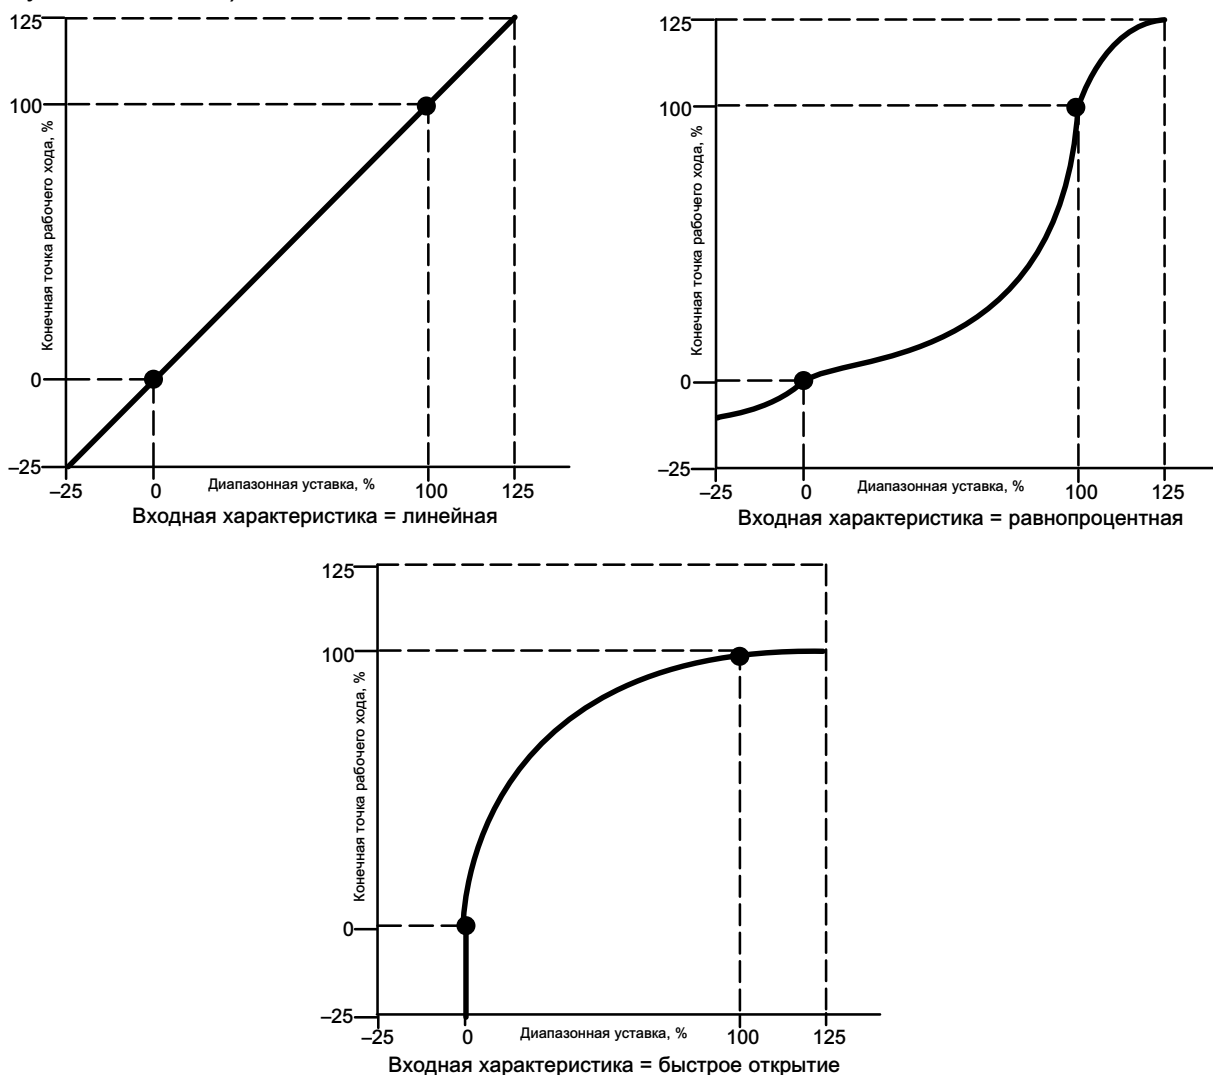 125
100
Конечная точка рабочего хода, %
0
–25
–25
0
Диапазонная уставка, %
100
125
Входная характеристика = линейная
125
100
Конечная точка рабочего хода, %
0
–25
–25
0
Диапазонная уставка, %
100
125
Входная характеристика = равнопроцентная
125
100
Конечная точка рабочего хода, %
0
–25
–25
0
Диапазонная уставка, %
100
125
Входная характеристика = быстрое открытие